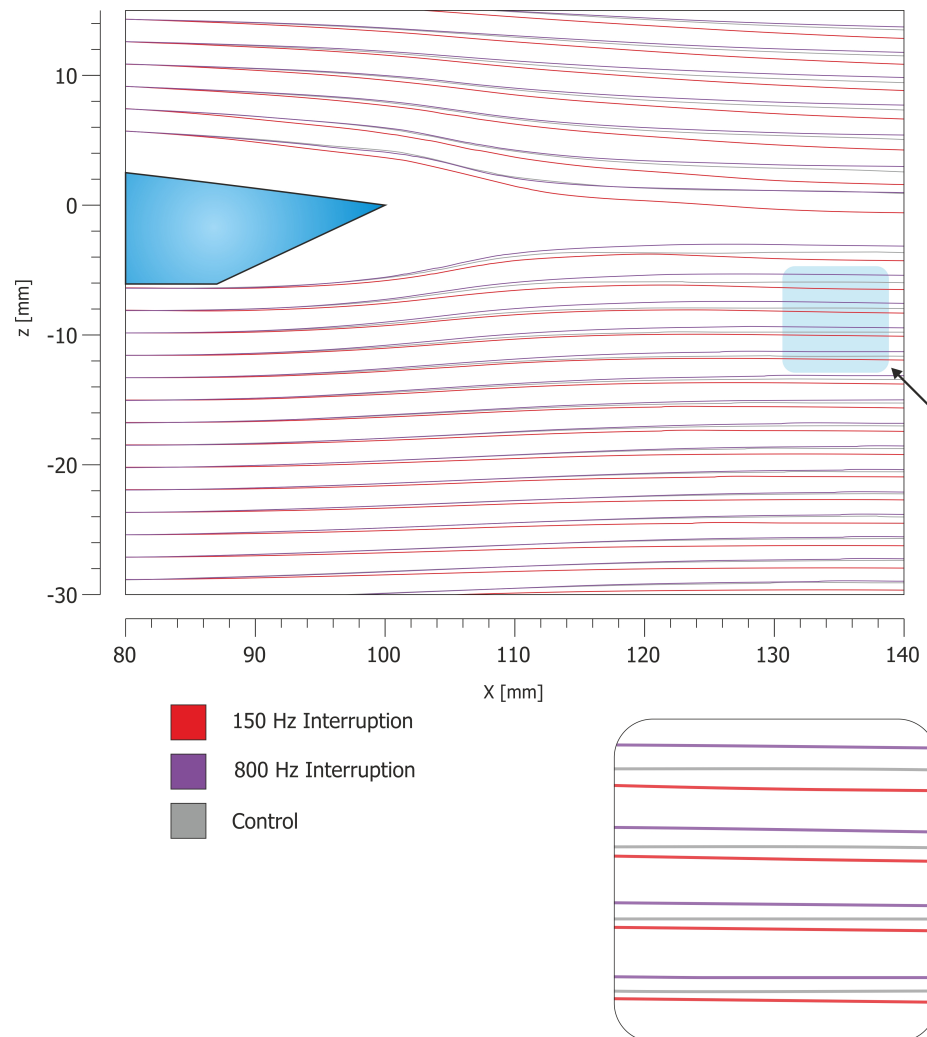 10
0
-10
-20
-30
z [mm]
80 90 100 110 120 130 140
X [mm]
150 Hz Interruption
800 Hz Interruption
Control